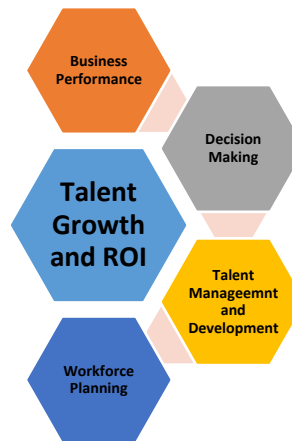 Business
Performance
Decision
Making
Talent
Growth
and ROI
Talent
Manageemnt
and
Development
Workforce
Planning